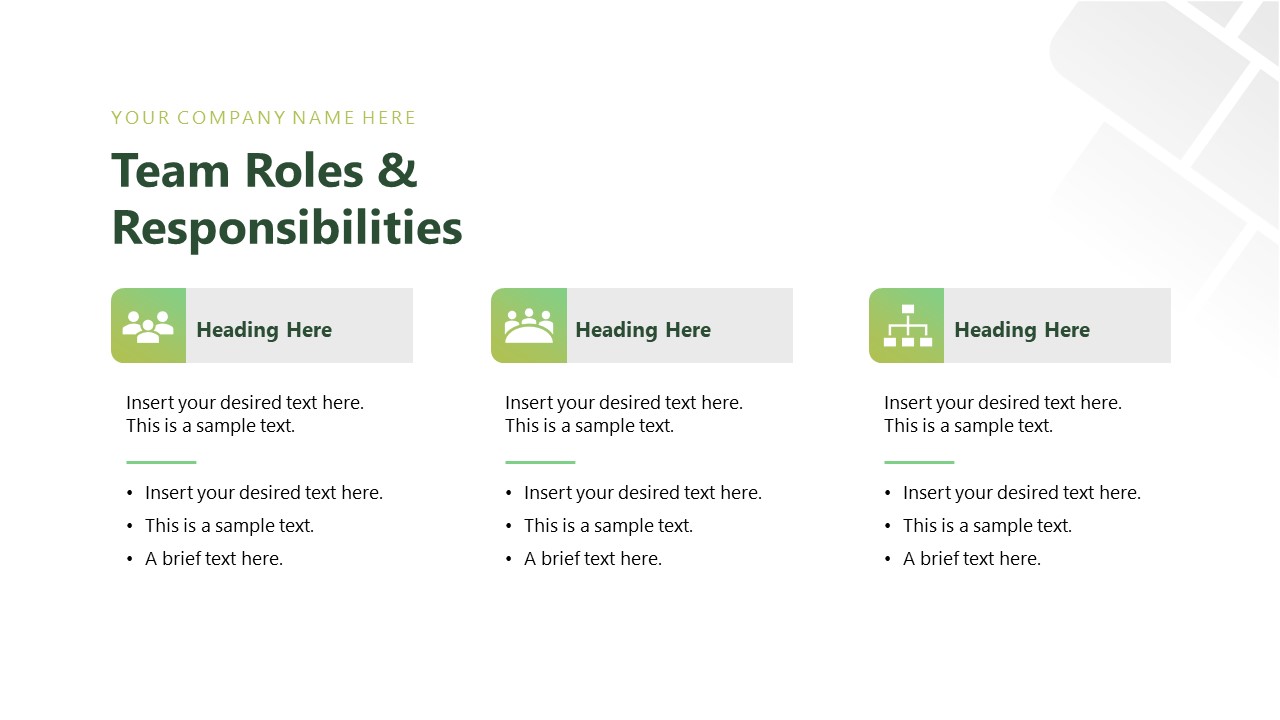 YOUR COMPANY NAME HERE
Team Roles &
Responsibilities
Heading Here
Insert your desired text here.
This is a sample text.
• Insert your desired text here.
• This is a sample text.
• A brief text here.
Heading Here
Insert your desired text here.
This is a sample text.
• Insert your desired text here.
• This is a sample text.
• A brief text here.
Heading Here
Insert your desired text here.
This is a sample text.
• Insert your desired text here.
• This is a sample text.
• A brief text here.